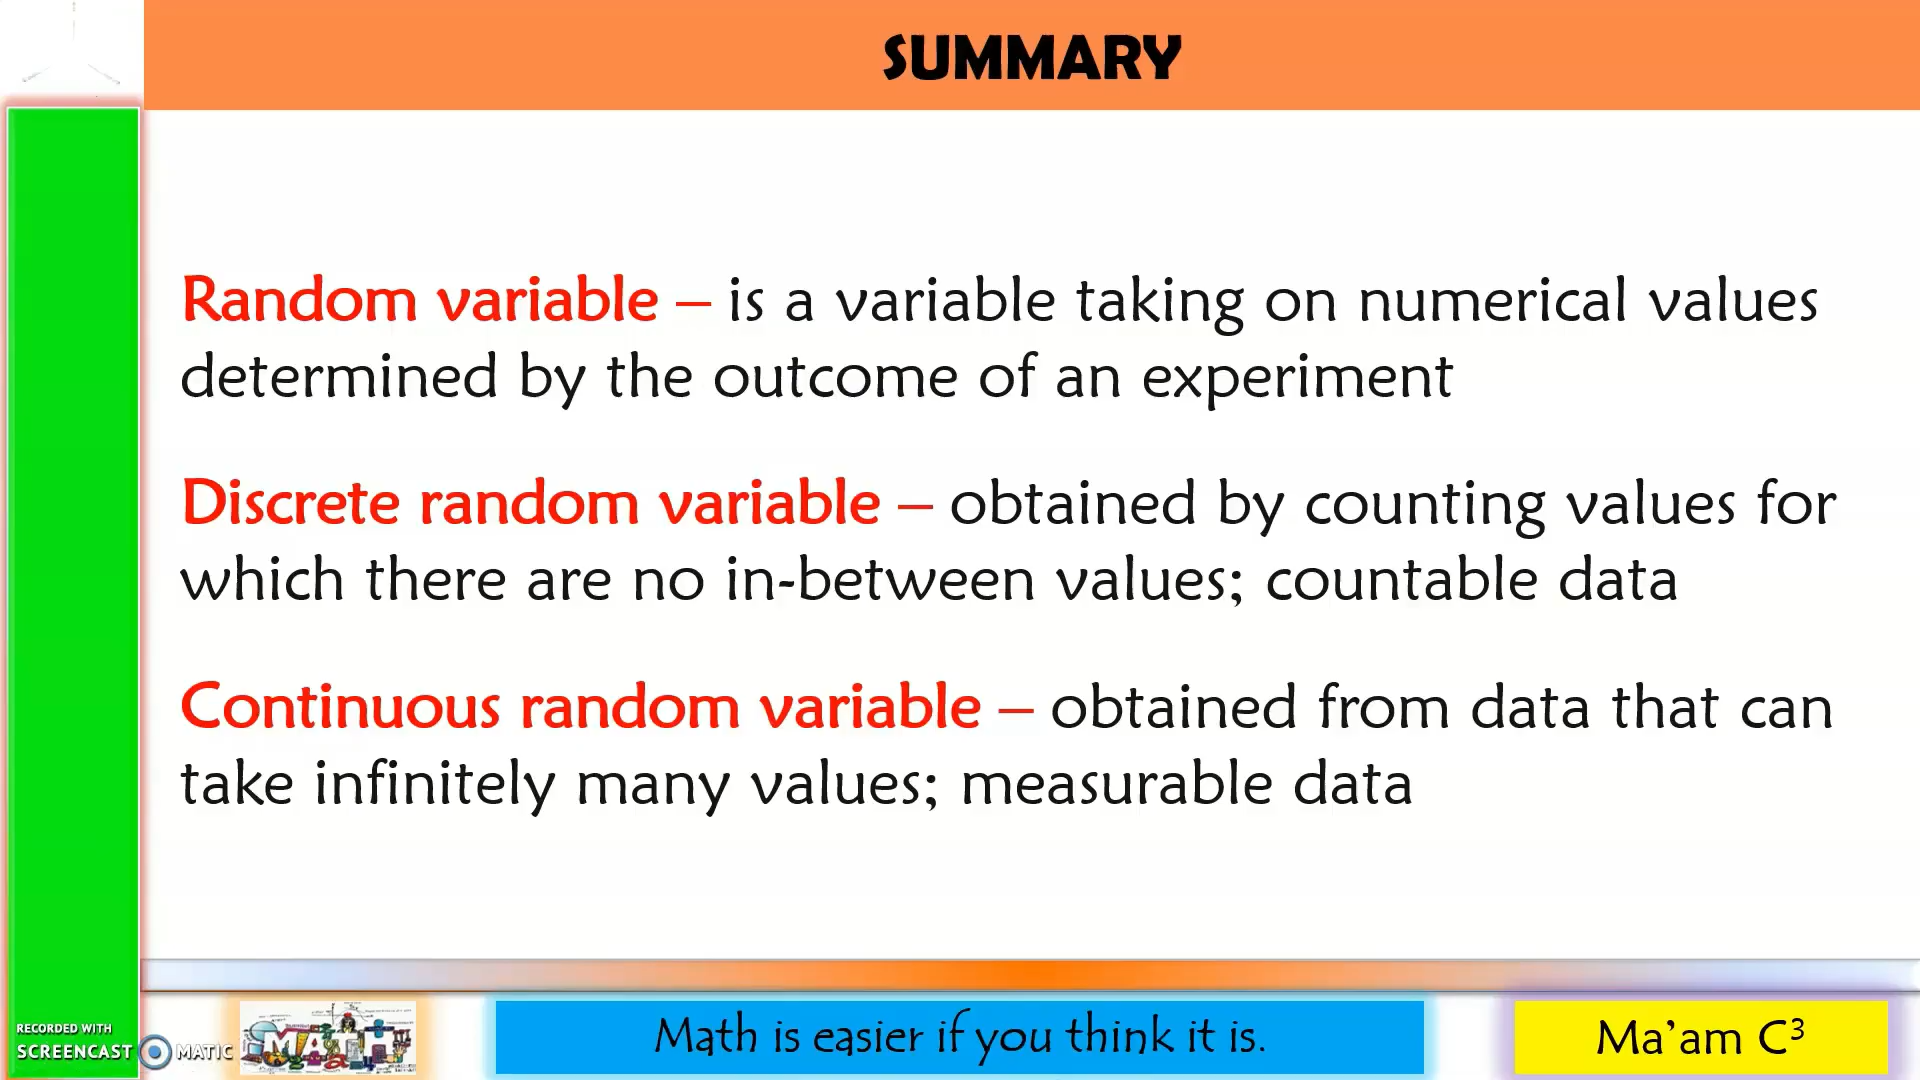 SUMMARY
Random variable – is a variable taking on numerical values
determined by the outcome of an experiment
Discrete random variable – obtained by counting values for
which there are no in-between values; countable data
Continuous random variable – obtained from data that can
take infinitely many values; measurable data
RECORDED WITH
SCREENCAST MATIC
MATH
Math is easier if you think it is.
Ma'am C³